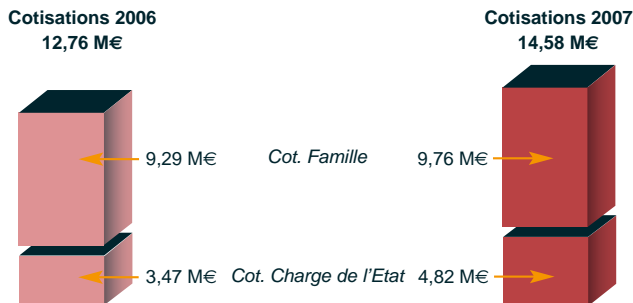 Cotisations 2006
12,76 M€
Cotisations 2007
14,58 M€
9,29 M€ Cot. Famille 9,76 M€
3,47 M€ Cot. Charge de l'Etat 4,82 M€